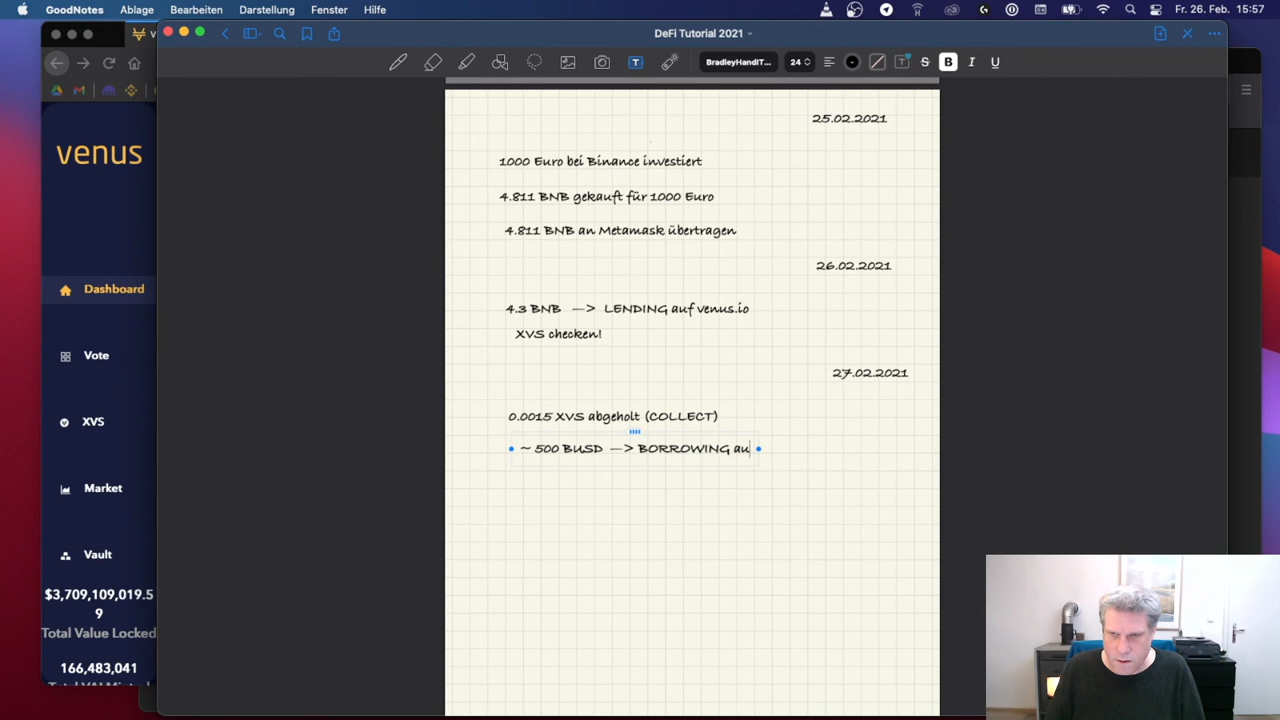 GoodNotes Ablage Bearbeiten Darstellung Fenster Hilfe Fr. 26. Feb. 15:57
DeFi Tutorial 2021
BradleyHandIT... 24 S B I U
venus
Dashboard
Vote
XVS
Market
Vault
$3,709,109,019.5
9
Total Value Locked
166,483,041
25.02.2021
1000 Euro bei Binance investiert
4.811 BNB gekauft für 1000 Euro
4.811 BNB an Metamask übertragen
26.02.2021
4.3 BNB —> LENDING auf venus.io
XVS checken!
27.02.2021
0.0015 XVS abgeholt (COLLECT)
~ 500 BUSD —> BORROWING au